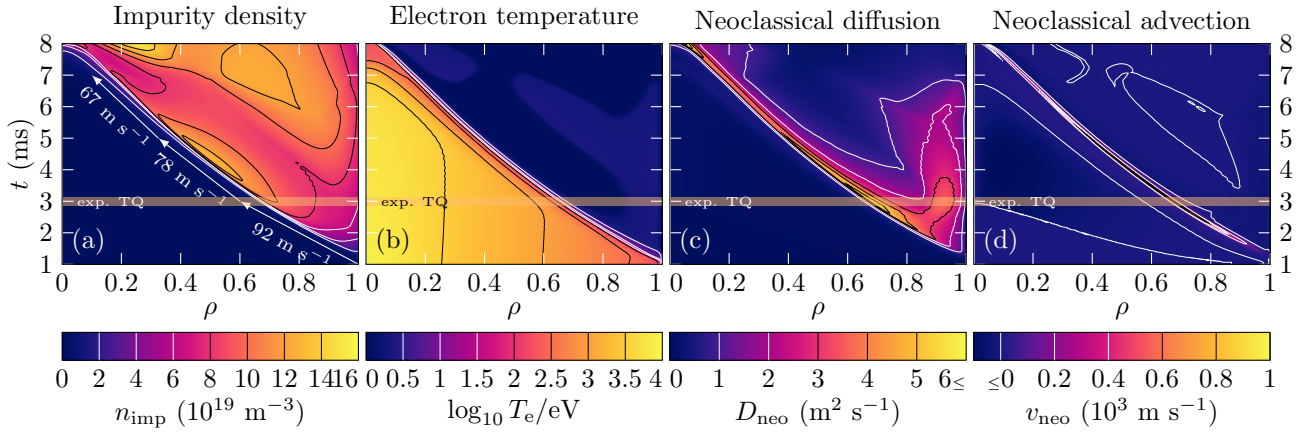 Impurity density
Electron temperature
Neoclassical diffusion
Neoclassical advection
t (ms)
8
7
6
5
4
3
2
1
67 m s⁻¹
78 m s⁻¹
92 m s⁻¹
exp. TQ
exp. TQ
exp. TQ
exp. TQ
(a)
(b)
(c)
(d)
8
7
6
5
4
3
2
1
0 0.2 0.4 0.6 0.8 1
0 0.2 0.4 0.6 0.8 1
0 0.2 0.4 0.6 0.8 1
0 0.2 0.4 0.6 0.8 1
ρ
ρ
ρ
ρ
0 2 4 6 8 10 12 1416
0 0.5 1 1.5 2 2.5 3 3.5 4
0 1 2 3 4 5 6≤
≤0 0.2 0.4 0.6 0.8 1
n_imp (10¹⁹ m⁻³)
log₁₀ T_e/eV
D_neo (m² s⁻¹)
v_neo (10³ m s⁻¹)